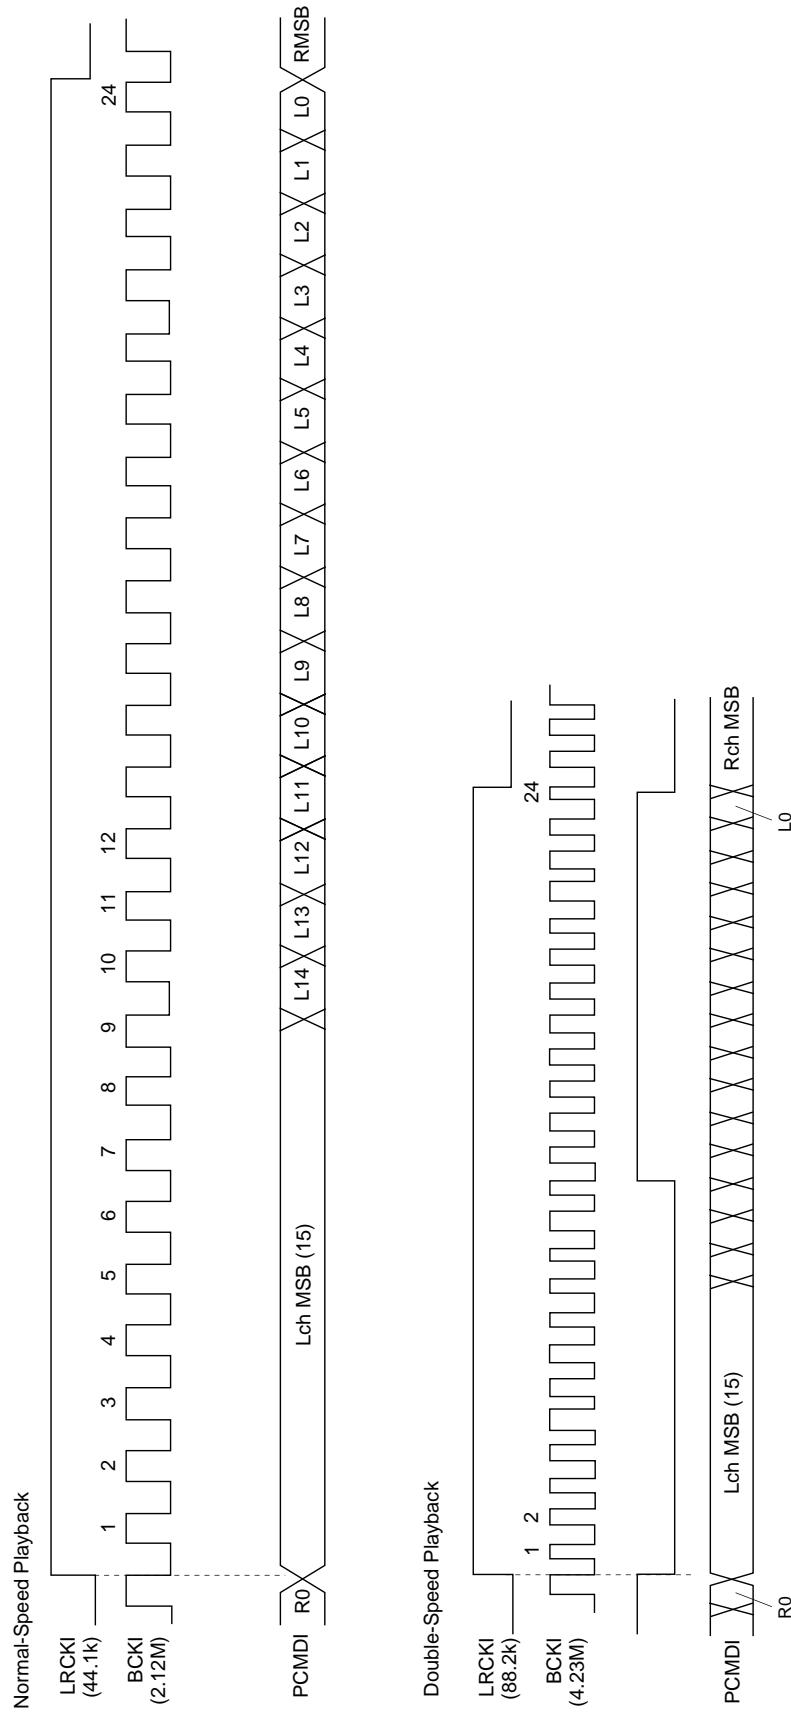 Normal-Speed Playback
LRCKI
(44.1k)
BCKI
(2.12M)
1 2 3 4 5 6 7 8 9 10 11 12 24
PCMDI
R0 Lch MSB (15) L14 L13 L12 L11 L10 L9 L8 L7 L6 L5 L4 L3 L2 L1 L0 RMSB
Double-Speed Playback
LRCKI
(88.2k)
BCKI
(4.23M)
1 2 24
PCMDI
Lch MSB (15) Rch MSB
R0 L0